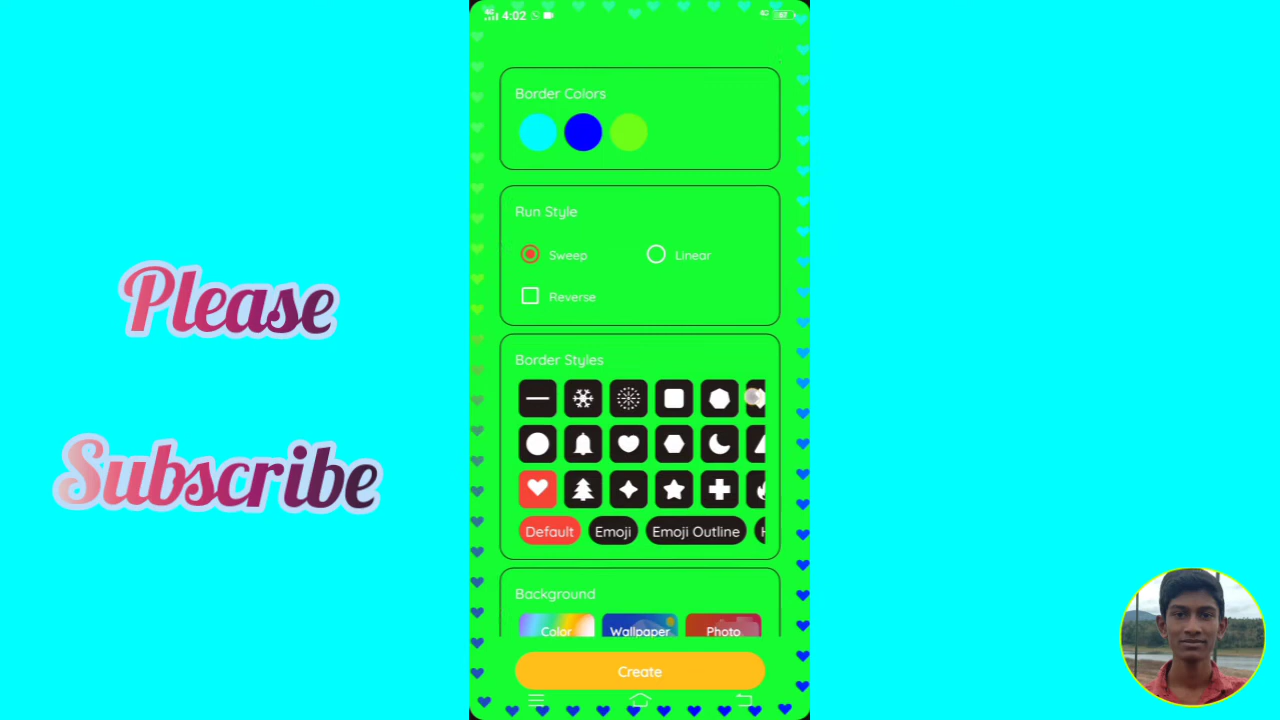 Please
Subscribe
4G 4:02
Border Colors
Run Style
Sweep
Linear
Reverse
Border Styles
Default
Emoji
Emoji Outline
Background
Color
Wallpaper
Photo
Create